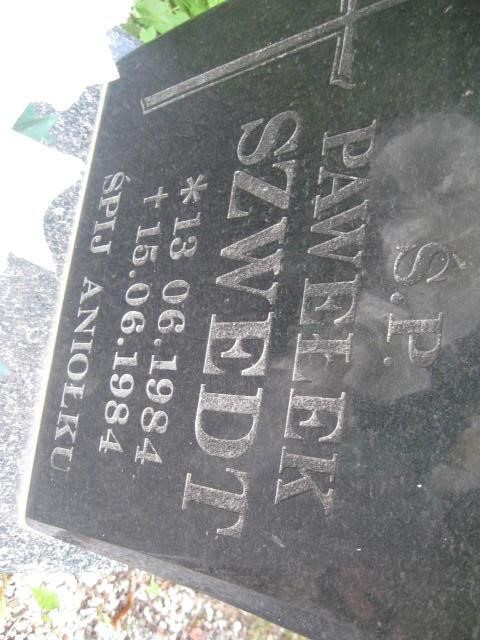 Ś.P.
PAWEŁEK
SZWEDT
*13 06.1984
+15.06.1984
ŚPIJ ANIOŁKU